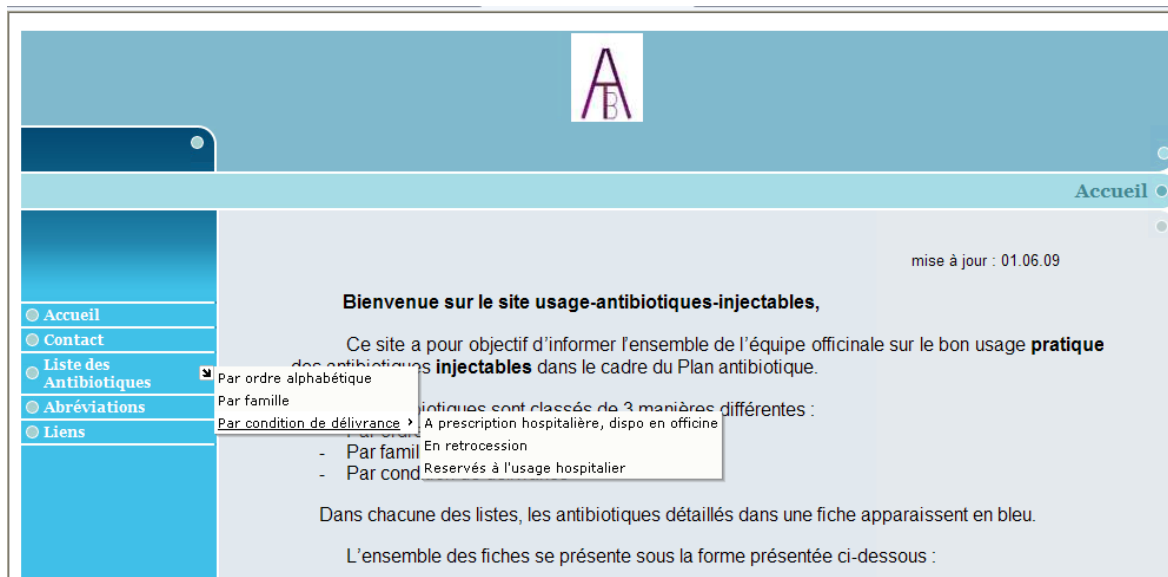 ATB
Accueil
mise à jour : 01.06.09
Accueil
Contact
Liste des
Antibiotiques
Abréviations
Liens
Par ordre alphabétique
Par famille
Par condition de délivrance
A prescription hospitalière, dispo en officine
En retrocession
Reservés à l'usage hospitalier
Bienvenue sur le site usage-antibiotiques-injectables,
Ce site a pour objectif d'informer l'ensemble de l'équipe officinale sur le bon usage pratique
des antibiotiques injectables dans le cadre du Plan antibiotique.
sont classés de 3 manières différentes :
- Par famil
- Par cond
Dans chacune des listes, les antibiotiques détaillés dans une fiche apparaissent en bleu.
L'ensemble des fiches se présente sous la forme présentée ci-dessous :